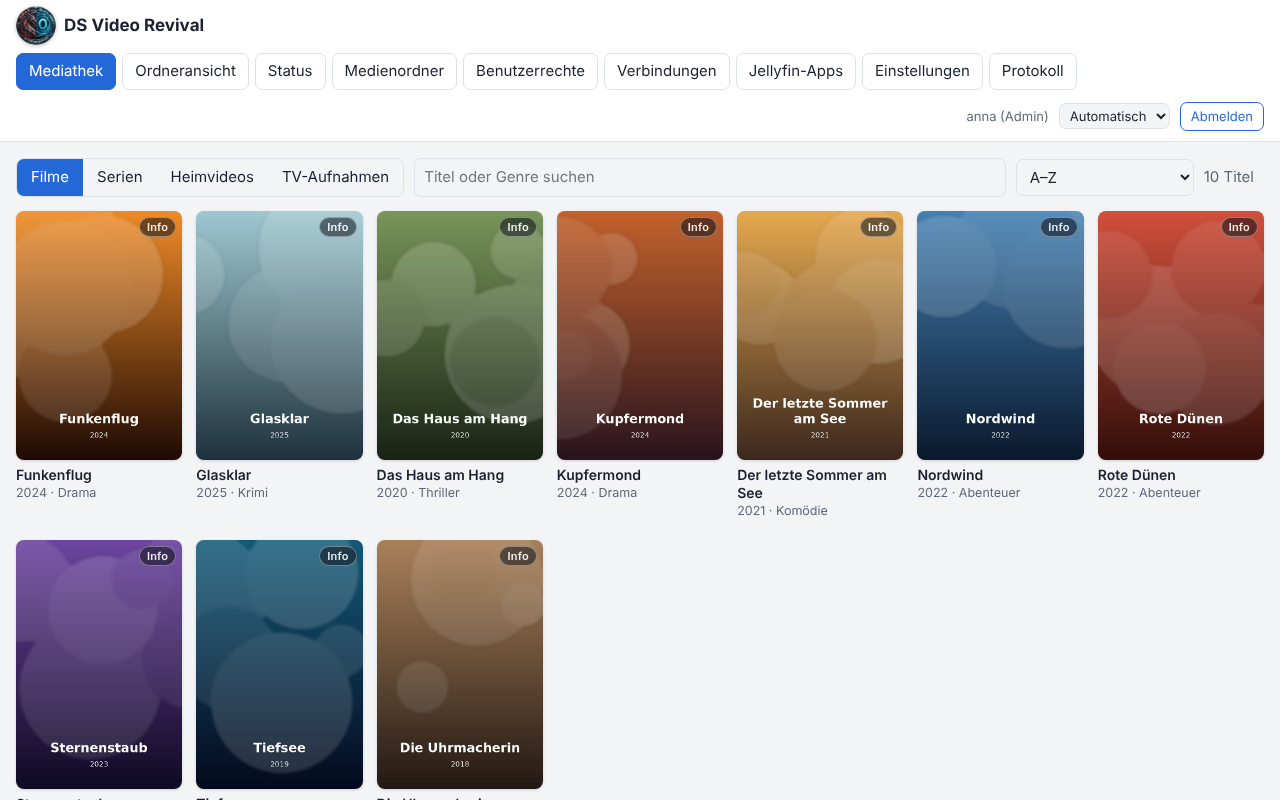 DS Video Revival
Mediathek Ordneransicht Status Medienordner Benutzerrechte Verbindungen Jellyfin-Apps Einstellungen Protokoll
anna (Admin) Automatisch Abmelden
Filme Serien Heimvideos TV-Aufnahmen Titel oder Genre suchen A–Z 10 Titel
Info Info Info Info Info Info Info
Funkenflug
2024
Glasklar
2025
Das Haus am Hang
2020
Kupfermond
2024
Der letzte Sommer
am See
2021
Nordwind
2022
Rote Dünen
2022
Funkenflug
2024 · Drama
Glasklar
2025 · Krimi
Das Haus am Hang
2020 · Thriller
Kupfermond
2024 · Drama
Der letzte Sommer am
See
2021 · Komödie
Nordwind
2022 · Abenteuer
Rote Dünen
2022 · Abenteuer
Info Info Info
Sternenstaub
2023
Tiefsee
2019
Die Uhrmacherin
2018